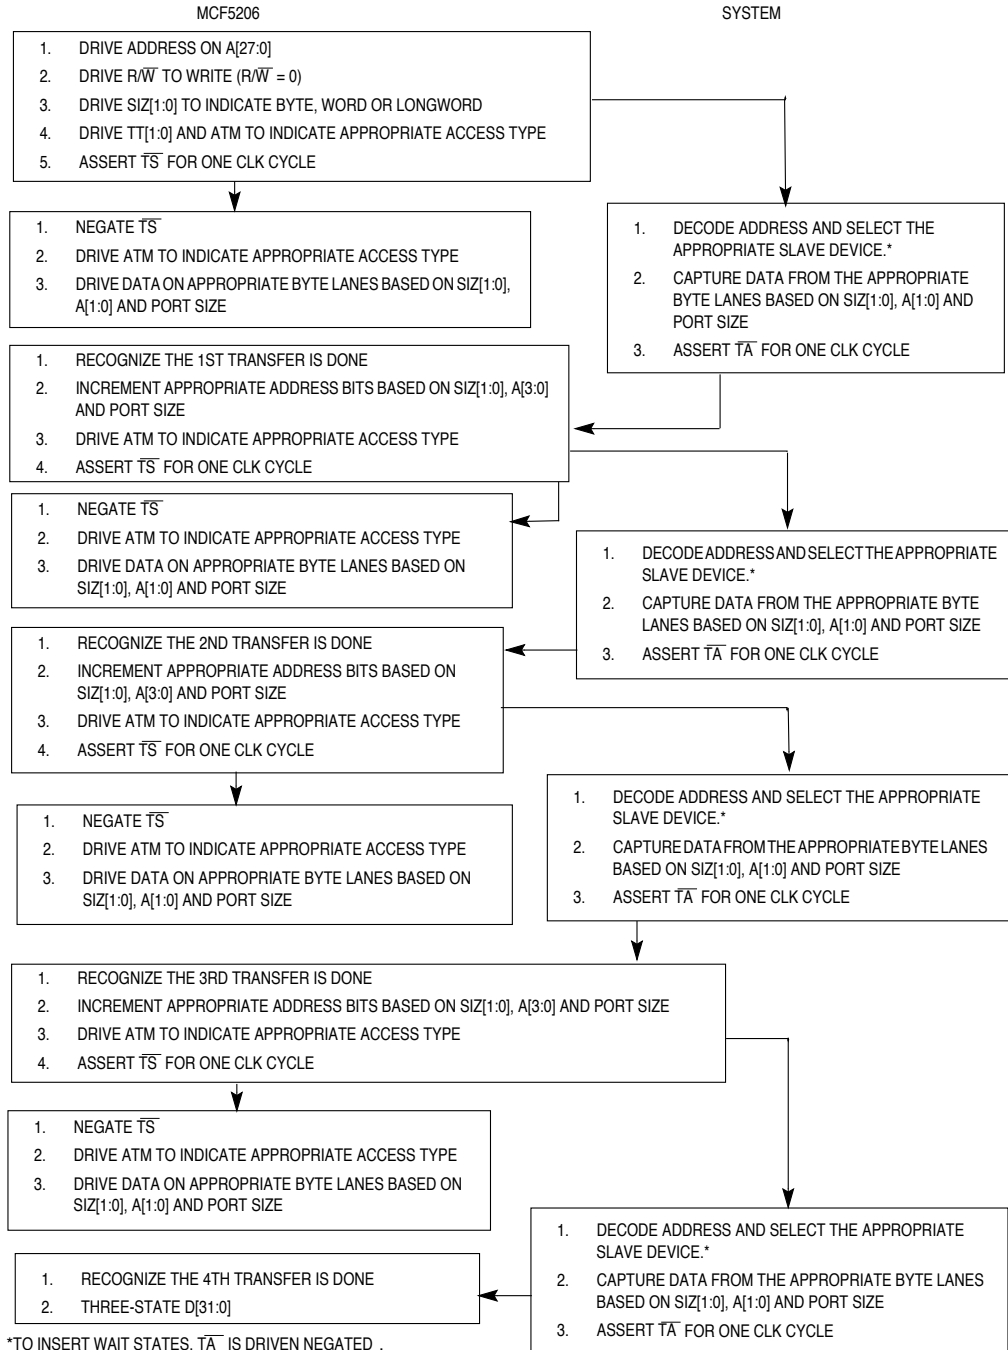 MCF5206
SYSTEM
1. DRIVE ADDRESS ON A[27:0]
2. DRIVE R/W̅ TO WRITE (R/W̅ = 0)
3. DRIVE SIZ[1:0] TO INDICATE BYTE, WORD OR LONGWORD
4. DRIVE TT[1:0] AND ATM TO INDICATE APPROPRIATE ACCESS TYPE
5. ASSERT T̅S̅ FOR ONE CLK CYCLE
1. NEGATE T̅S̅
2. DRIVE ATM TO INDICATE APPROPRIATE ACCESS TYPE
3. DRIVE DATA ON APPROPRIATE BYTE LANES BASED ON SIZ[1:0],
A[1:0] AND PORT SIZE
1. DECODE ADDRESS AND SELECT THE
APPROPRIATE SLAVE DEVICE.*
2. CAPTURE DATA FROM THE APPROPRIATE
BYTE LANES BASED ON SIZ[1:0], A[1:0] AND
PORT SIZE
3. ASSERT T̅A̅ FOR ONE CLK CYCLE
1. RECOGNIZE THE 1ST TRANSFER IS DONE
2. INCREMENT APPROPRIATE ADDRESS BITS BASED ON SIZ[1:0], A[3:0]
AND PORT SIZE
3. DRIVE ATM TO INDICATE APPROPRIATE ACCESS TYPE
4. ASSERT T̅S̅ FOR ONE CLK CYCLE
1. NEGATE T̅S̅
2. DRIVE ATM TO INDICATE APPROPRIATE ACCESS TYPE
3. DRIVE DATA ON APPROPRIATE BYTE LANES BASED ON
SIZ[1:0], A[1:0] AND PORT SIZE
1. DECODE ADDRESS AND SELECT THE APPROPRIATE
SLAVE DEVICE.*
2. CAPTURE DATA FROM THE APPROPRIATE BYTE
LANES BASED ON SIZ[1:0], A[1:0] AND PORT SIZE
3. ASSERT T̅A̅ FOR ONE CLK CYCLE
1. RECOGNIZE THE 2ND TRANSFER IS DONE
2. INCREMENT APPROPRIATE ADDRESS BITS BASED ON
SIZ[1:0], A[3:0] AND PORT SIZE
3. DRIVE ATM TO INDICATE APPROPRIATE ACCESS TYPE
4. ASSERT T̅S̅ FOR ONE CLK CYCLE
1. NEGATE T̅S̅
2. DRIVE ATM TO INDICATE APPROPRIATE ACCESS TYPE
3. DRIVE DATA ON APPROPRIATE BYTE LANES BASED ON
SIZ[1:0], A[1:0] AND PORT SIZE
1. DECODE ADDRESS AND SELECT THE APPROPRIATE
SLAVE DEVICE.*
2. CAPTURE DATA FROM THE APPROPRIATE BYTE LANES
BASED ON SIZ[1:0], A[1:0] AND PORT SIZE
3. ASSERT T̅A̅ FOR ONE CLK CYCLE
1. RECOGNIZE THE 3RD TRANSFER IS DONE
2. INCREMENT APPROPRIATE ADDRESS BITS BASED ON SIZ[1:0], A[3:0] AND PORT SIZE
3. DRIVE ATM TO INDICATE APPROPRIATE ACCESS TYPE
4. ASSERT T̅S̅ FOR ONE CLK CYCLE
1. NEGATE T̅S̅
2. DRIVE ATM TO INDICATE APPROPRIATE ACCESS TYPE
3. DRIVE DATA ON APPROPRIATE BYTE LANES BASED ON
SIZ[1:0], A[1:0] AND PORT SIZE
1. DECODE ADDRESS AND SELECT THE APPROPRIATE
SLAVE DEVICE.*
2. CAPTURE DATA FROM THE APPROPRIATE BYTE LANES
BASED ON SIZ[1:0], A[1:0] AND PORT SIZE
3. ASSERT T̅A̅ FOR ONE CLK CYCLE
1. RECOGNIZE THE 4TH TRANSFER IS DONE
2. THREE-STATE D[31:0]
*TO INSERT WAIT STATES, T̅A̅ IS DRIVEN NEGATED .